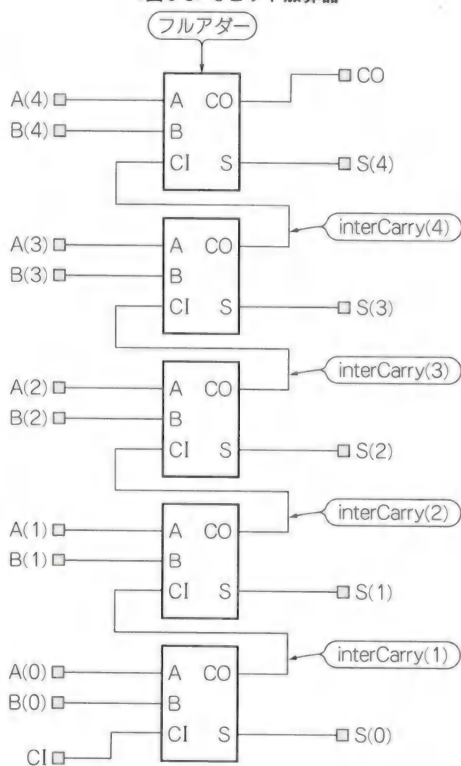 フルアダー
CO
A(4) A CO
B(4) B
CI S S(4)
interCarry(4)
A(3) A CO
B(3) B
CI S S(3)
interCarry(3)
A(2) A CO
B(2) B
CI S S(2)
interCarry(2)
A(1) A CO
B(1) B
CI S S(1)
interCarry(1)
A(0) A CO
B(0) B
CI S S(0)
CI